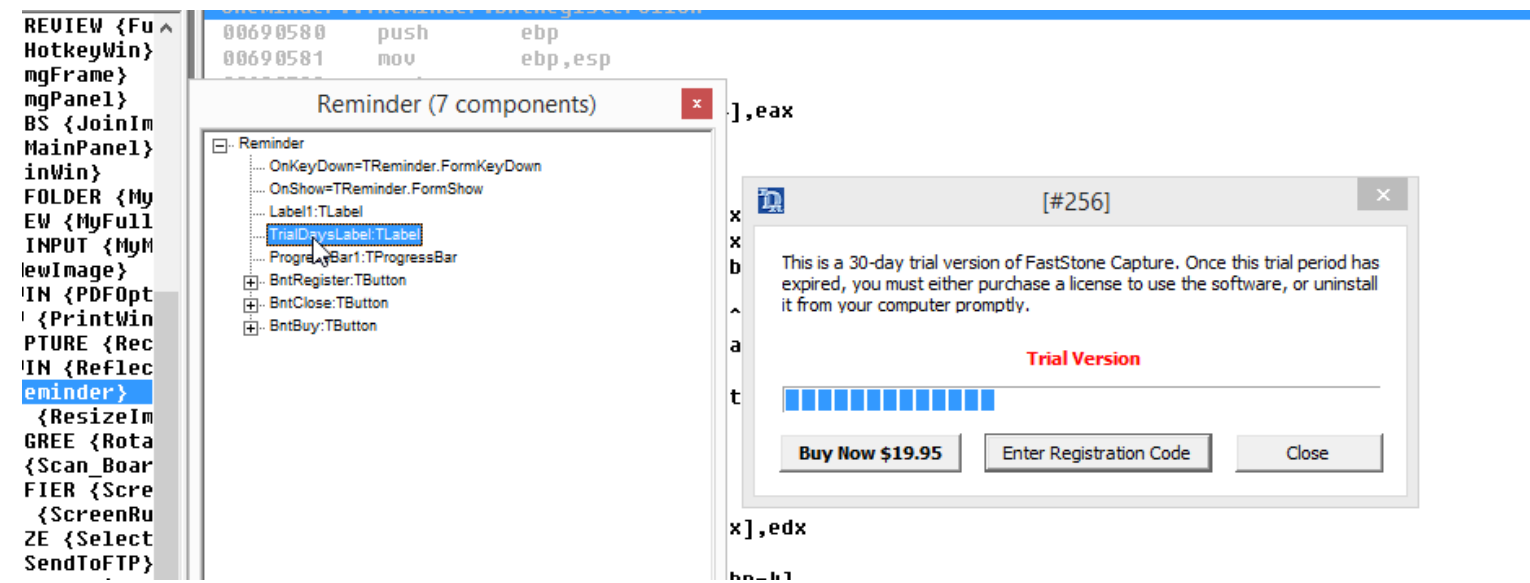 REVIEW {Fu
HotkeyWin}
mgFrame}
mgPanel}
BS {JoinIm
MainPanel}
inWin}
FOLDER {My
EW {MyFull
INPUT {MyM
ewImage}
IN {PDFOpt
{PrintWin
PTURE {Rec
IN {Reflec
eminder}
{ResizeIm
GREE {Rota
{Scan_Boar
FIER {Scre
{ScreenRu
ZE {Select
SendToFTP}
00690580 push ebp
00690581 mov ebp,esp
],eax
x
x
b
^
a
t
x],edx
Reminder (7 components)
x
Reminder
OnKeyDown=TReminder.FormKeyDown
OnShow=TReminder.FormShow
Label1:TLabel
TrialDaysLabel:TLabel
ProgressBar1:TProgressBar
BntRegister:TButton
BntClose:TButton
BntBuy:TButton
[#256]
This is a 30-day trial version of FastStone Capture. Once this trial period has
expired, you must either purchase a license to use the software, or uninstall
it from your computer promptly.
Trial Version
Buy Now $19.95
Enter Registration Code
Close